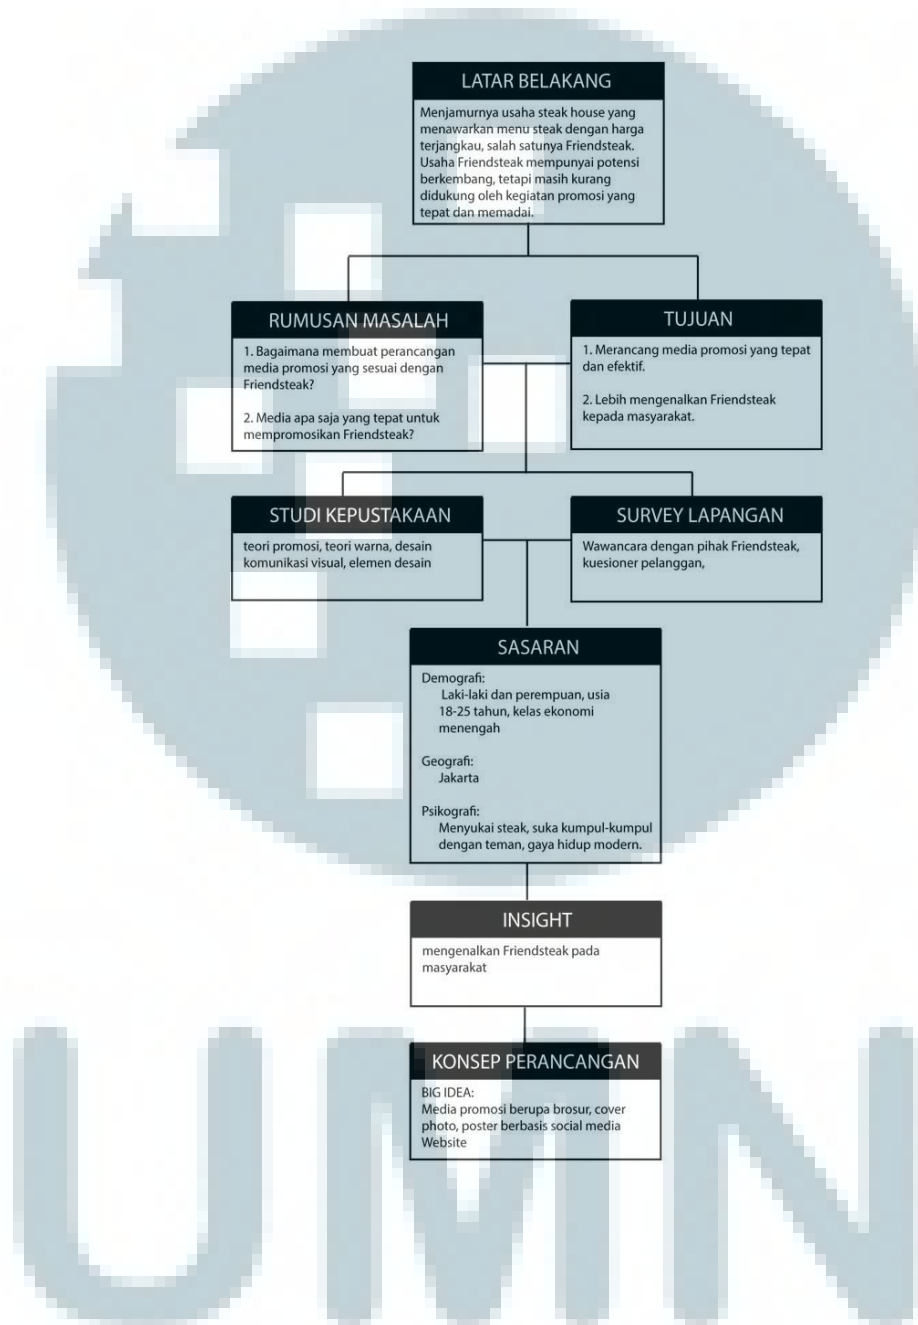 LATAR BELAKANG
Menjamurnya usaha steak house yang
menawarkan menu steak dengan harga
terjangkau, salah satunya Friendsteak.
Usaha Friendsteak mempunyai potensi
berkembang, tetapi masih kurang
didukung oleh kegiatan promosi yang
tepat dan memadai.
RUMUSAN MASALAH
1. Bagaimana membuat perancangan
media promosi yang sesuai dengan
Friendsteak?
2. Media apa saja yang tepat untuk
mempromosikan Friendsteak?
TUJUAN
1. Merancang media promosi yang tepat
dan efektif.
2. Lebih mengenalkan Friendsteak
kepada masyarakat.
STUDI KEPUSTAKAAN
teori promosi, teori warna, desain
komunikasi visual, elemen desain
SURVEY LAPANGAN
Wawancara dengan pihak Friendsteak,
kuesioner pelanggan,
SASARAN
Demografi:
Laki-laki dan perempuan, usia
18-25 tahun, kelas ekonomi
menengah
Geografi:
Jakarta
Psikografi:
Menyukai steak, suka kumpul-kumpul
dengan teman, gaya hidup modern.
INSIGHT
mengenalkan Friendsteak pada
masyarakat
KONSEP PERANCANGAN
BIG IDEA:
Media promosi berupa brosur, cover
photo, poster berbasis social media
Website
UMN